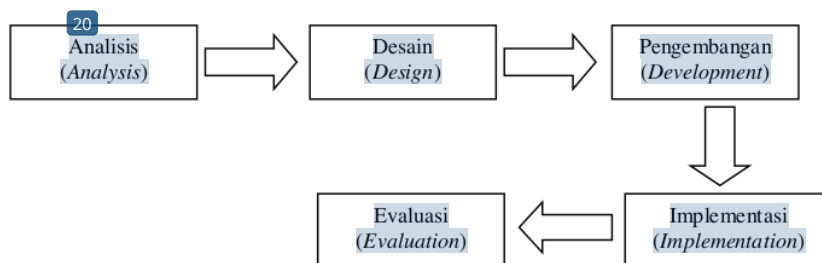 20
Analisis
(Analysis)
Desain
(Design)
Pengembangan
(Development)
Implementasi
(Implementation)
Evaluasi
(Evaluation)